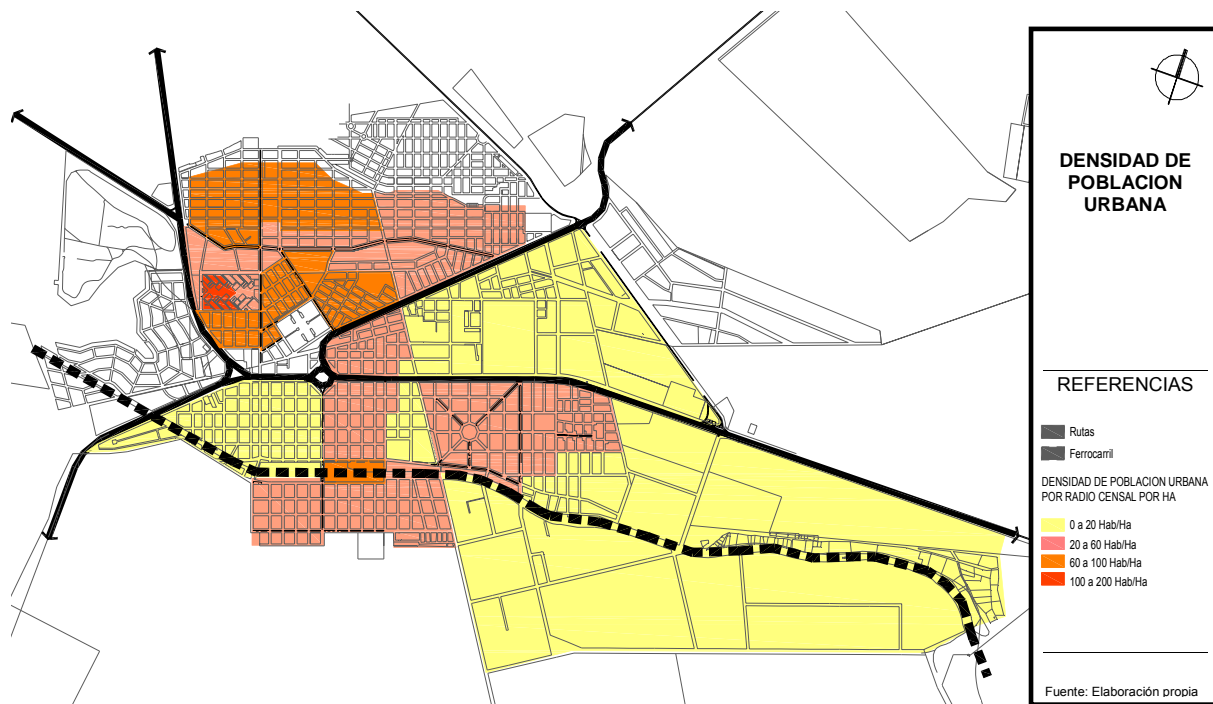 DENSIDAD DE
POBLACION
URBANA
REFERENCIAS
Rutas
Ferrocarril
DENSIDAD DE POBLACION URBANA
POR RADIO CENSAL POR HA
0 a 20 Hab/Ha
20 a 60 Hab/Ha
60 a 100 Hab/Ha
100 a 200 Hab/Ha
Fuente: Elaboración propia